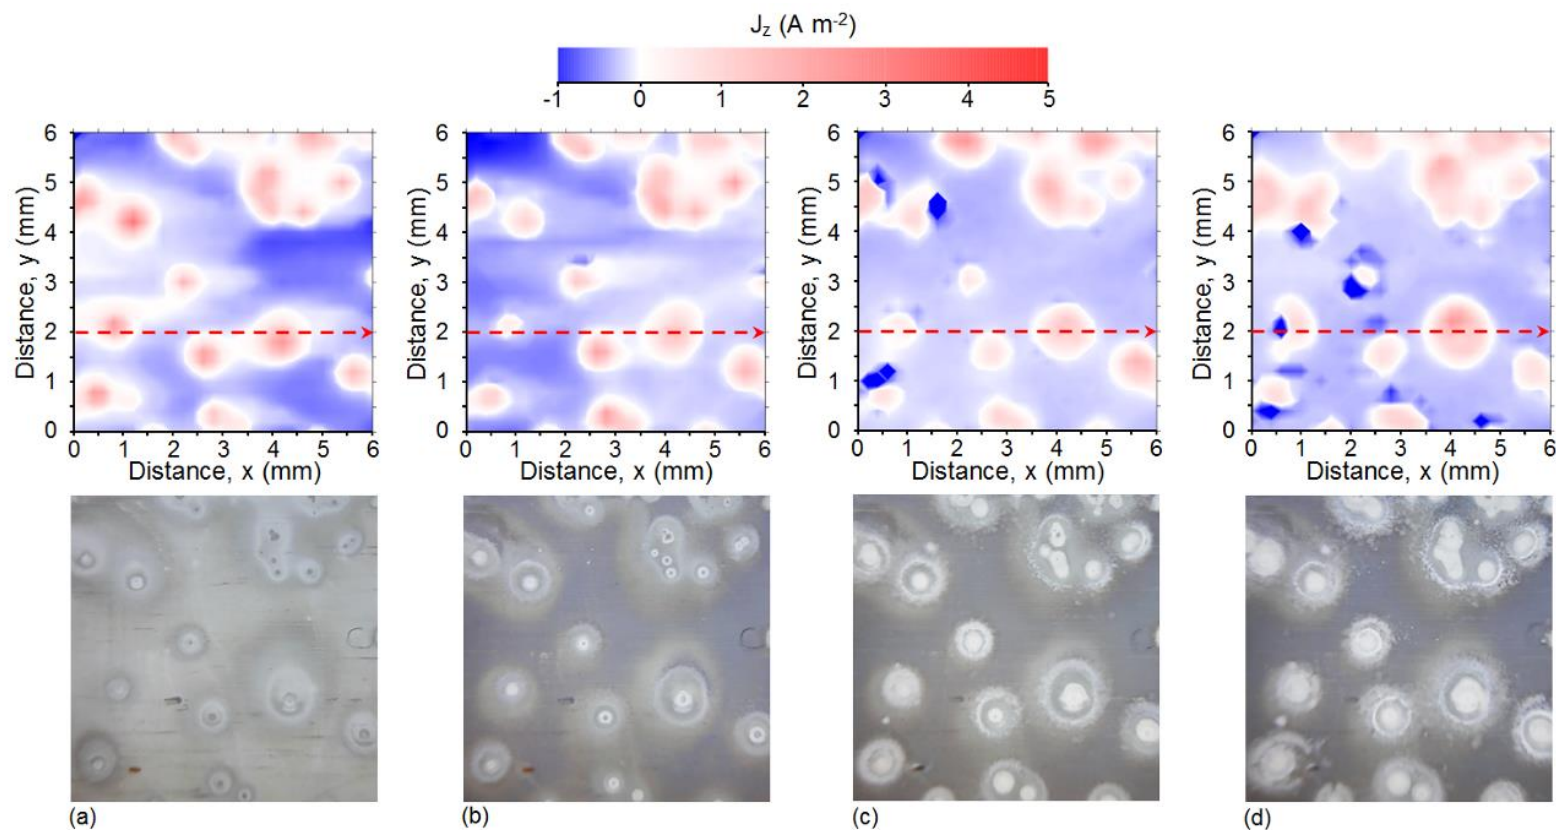 J_z (A m^-2)
-1 0 1 2 3 4 5
6 5 4 3 2 1 0
Distance, y (mm)
0 1 2 3 4 5 6
Distance, x (mm)
6 5 4 3 2 1 0
Distance, y (mm)
0 1 2 3 4 5 6
Distance, x (mm)
6 5 4 3 2 1 0
Distance, y (mm)
0 1 2 3 4 5 6
Distance, x (mm)
6 5 4 3 2 1 0
Distance, y (mm)
0 1 2 3 4 5 6
Distance, x (mm)
(a) (b) (c) (d)